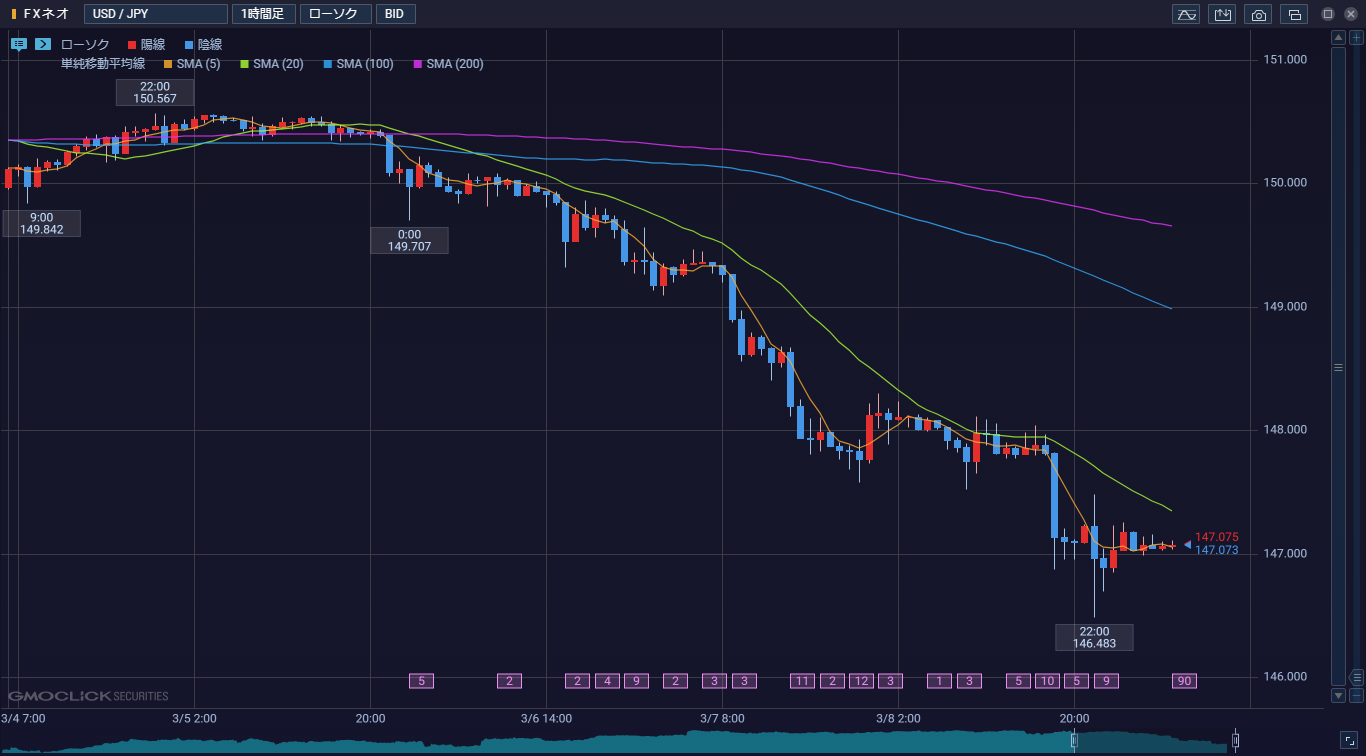 FXネオ USD / JPY 1時間足 ローソク BID
ローソク 陽線 陰線
単純移動平均線 SMA (5) SMA (20) SMA (100) SMA (200)
151.000
22:00
150.567
150.000
9:00
149.842
0:00
149.707
149.000
148.000
147.075
147.073
147.000
22:00
146.483
146.000
5 2 2 4 9 2 3 3 11 2 12 3 1 3 5 10 5 9 90
GMOCLICK SECURITIES
3/4 7:00 3/5 2:00 20:00 3/6 14:00 3/7 8:00 3/8 2:00 20:00